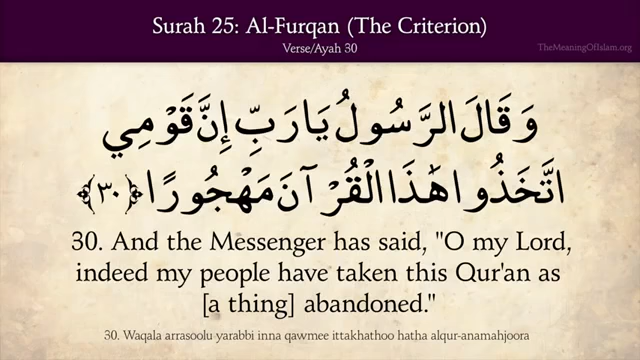 Surah 25: Al-Furqan (The Criterion)
Verse/Ayah 30
TheMeaningOfIslam.org
وَقَالَ الرَّسُولُ يَا رَبِّ إِنَّ قَوْمِي
اتَّخَذُوا هَٰذَا الْقُرْآنَ مَهْجُورًا ﴿٣٠﴾
30. And the Messenger has said, "O my Lord,
indeed my people have taken this Qur'an as
[a thing] abandoned."
30. Waqala arrasoolu yarabbi inna qawmee ittakhathoo hatha alqur-anamahjoora